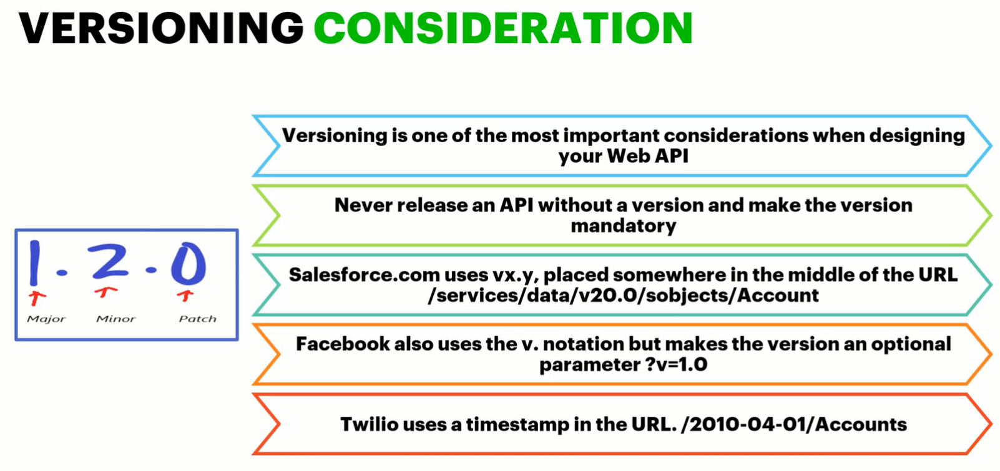 VERSIONING CONSIDERATION
1.2.0
Major Minor Patch
Versioning is one of the most important considerations when designing
your Web API
Never release an API without a version and make the version
mandatory
Salesforce.com uses vx.y, placed somewhere in the middle of the URL
/services/data/v20.0/sobjects/Account
Facebook also uses the v. notation but makes the version an optional
parameter ?v=1.0
Twilio uses a timestamp in the URL. /2010-04-01/Accounts